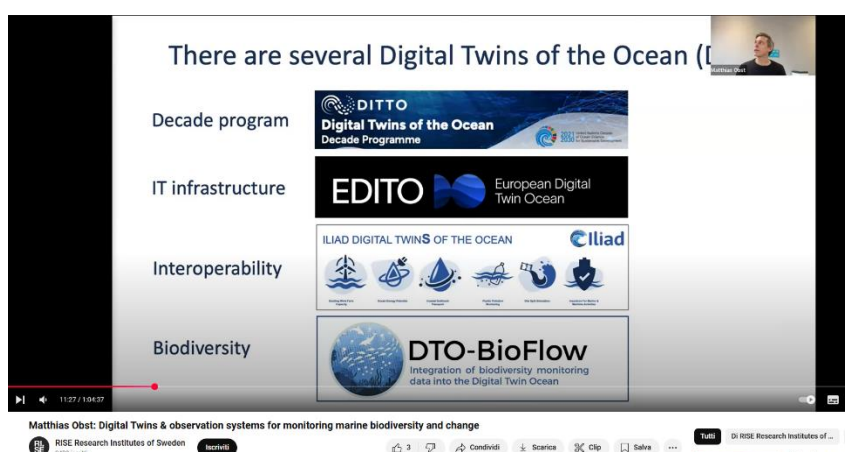 There are several Digital Twins of the Ocean (D
Matthias Obst
Decade program
DITTO
Digital Twins of the Ocean
Decade Programme
2021
2030
IT infrastructure
EDITO
European Digital
Twin Ocean
Interoperability
ILIAD DIGITAL TWINS OF THE OCEAN
Iliad
Biodiversity
DTO-BioFlow
Integration of biodiversity monitoring
data into the Digital Twin Ocean
11:27 / 1:04:37
Matthias Obst: Digital Twins & observation systems for monitoring marine biodiversity and change
RI.
SE
RISE Research Institutes of Sweden
Iscriviti
3
Condividi
Scarica
Clip
Salva
...
Tutti
Di RISE Research Institutes of ...